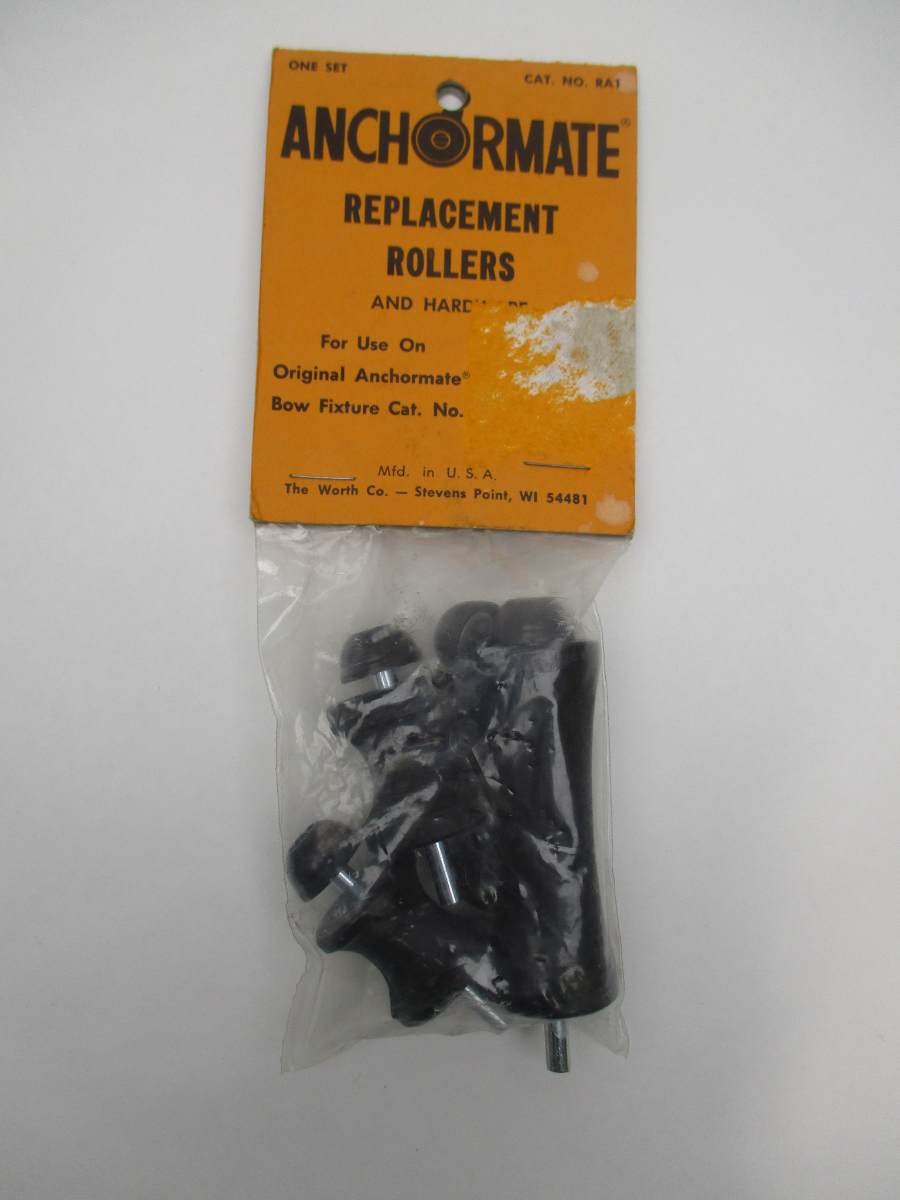 ONE SET
CAT. NO. RA1
ANCHORMATE®
REPLACEMENT
ROLLERS
AND
For Use On
Original Anchormate®
Bow Fixture Cat. No.
Mfd. in U. S. A.
The Worth Co. — Stevens Point, WI 54481